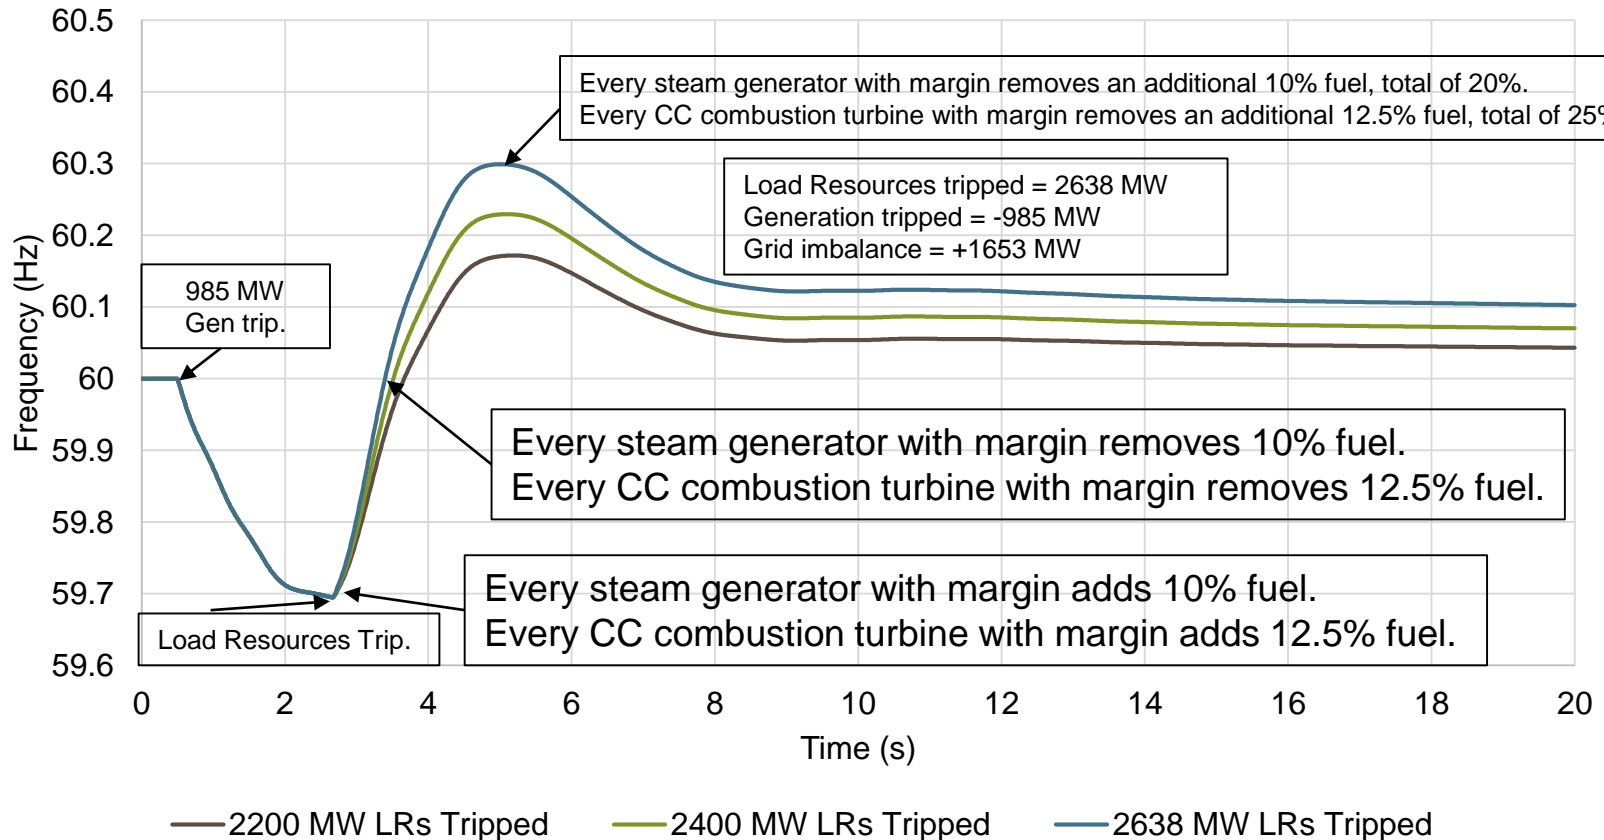 60.5
60.4
60.3
60.2
60.1
60
59.9
59.8
59.7
59.6
Frequency (Hz)
Every steam generator with margin removes an additional 10% fuel, total of 20%.
Every CC combustion turbine with margin removes an additional 12.5% fuel, total of 25%
Load Resources tripped = 2638 MW
Generation tripped = -985 MW
Grid imbalance = +1653 MW
985 MW
Gen trip.
Every steam generator with margin removes 10% fuel.
Every CC combustion turbine with margin removes 12.5% fuel.
Every steam generator with margin adds 10% fuel.
Every CC combustion turbine with margin adds 12.5% fuel.
Load Resources Trip.
0 2 4 6 8 10 12 14 16 18 20
Time (s)
2200 MW LRs Tripped 2400 MW LRs Tripped 2638 MW LRs Tripped